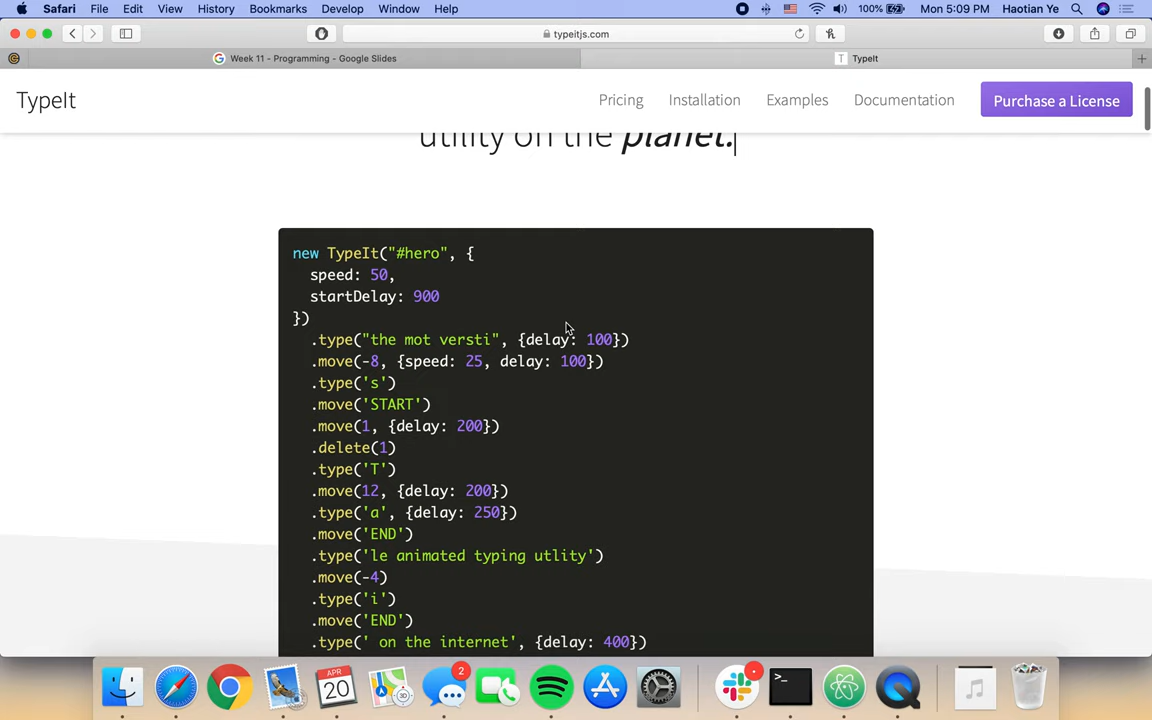 Safari File Edit View History Bookmarks Develop Window Help 100% Mon 5:09 PM Haotian Ye
typeitjs.com
Week 11 - Programming - Google Slides
T TypeIt
TypeIt Pricing Installation Examples Documentation Purchase a License
utility on the planet.
new TypeIt("#hero", {
speed: 50,
startDelay: 900
})
.type("the mot versti", {delay: 100})
.move(-8, {speed: 25, delay: 100})
.type('s')
.move('START')
.move(1, {delay: 200})
.delete(1)
.type('T')
.move(12, {delay: 200})
.type('a', {delay: 250})
.move('END')
.type('le animated typing utlity')
.move(-4)
.type('i')
.move('END')
.type(' on the internet', {delay: 400})
APR
20
2
>_